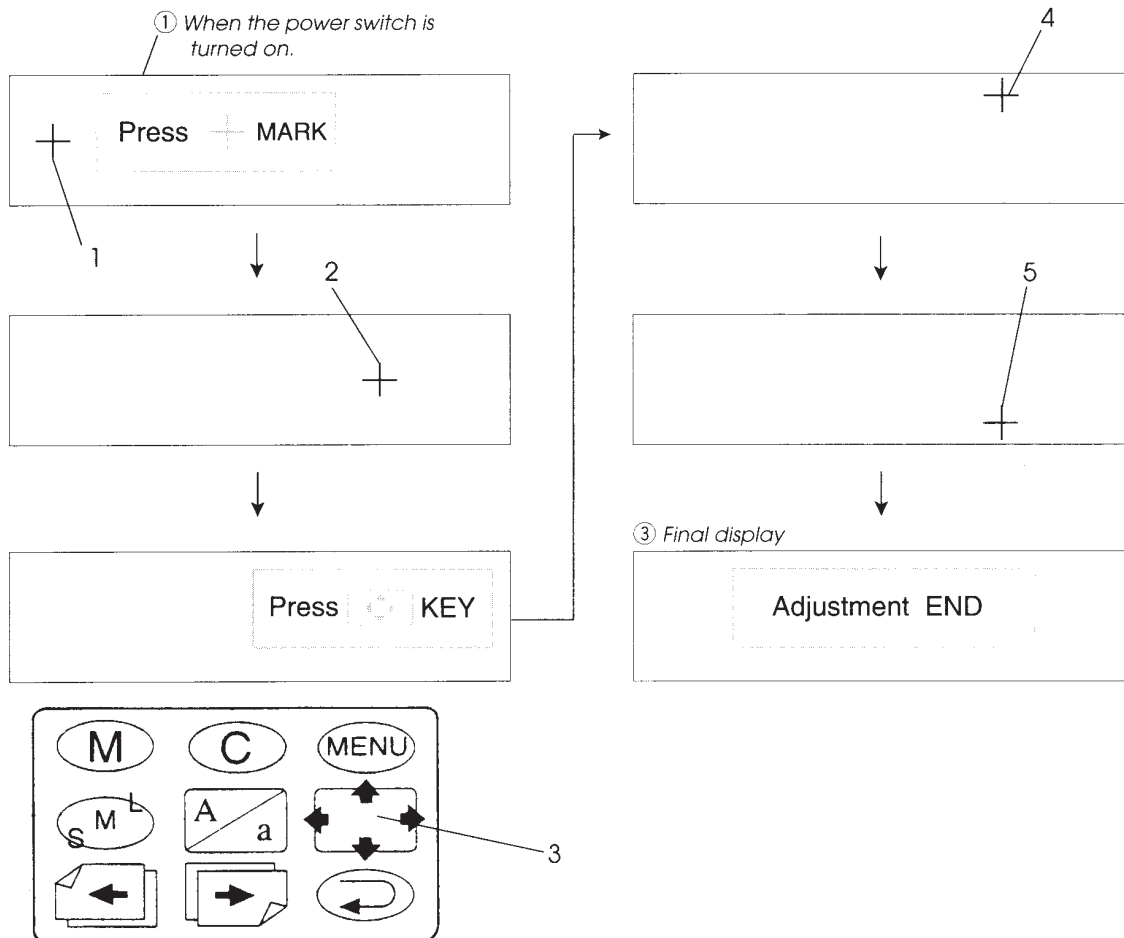 ① When the power switch is
turned on.
Press MARK
1
2
Press KEY
4
5
③ Final display
Adjustment END
M C MENU
S M L A a
3